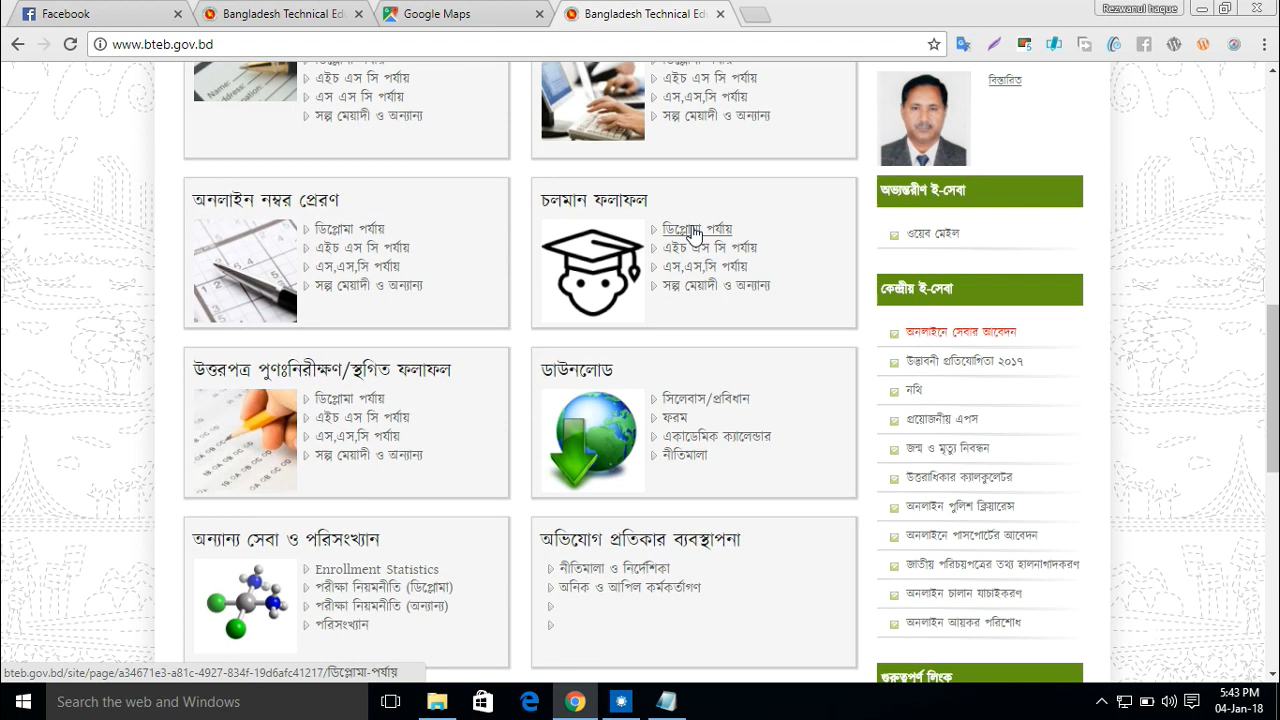 Facebook
Bangladesh Technical Ed
Google Maps
Bangladesh Technical Ed
Rezwanul haque
www.bteb.gov.bd
এইচ এস সি পর্যায়
এস এস সি পর্যায়
সল্প মেয়াদী ও অন্যান্য
এইচ এস সি পর্যায়
এস,এস,সি পর্যায়
সল্প মেয়াদী ও অন্যান্য
বিস্তারিত
অনলাইন নম্বর প্রেরণ
ডিপ্লোমা পর্যায়
এইচ এস সি পর্যায়
এস,এস,সি পর্যায়
সল্প মেয়াদী ও অন্যান্য
চলমান ফলাফল
ডিপ্লোমা পর্যায়
এইচ এস সি পর্যায়
এস,এস,সি পর্যায়
সল্প মেয়াদী ও অন্যান্য
অভ্যন্তরীণ ই-সেবা
ওয়েব মেইল
কেন্দ্রীয় ই-সেবা
অনলাইনে সেবার আবেদন
উদ্ভাবনী প্রতিযোগিতা ২০১৭
নথি
প্রয়োজনীয় এপস
জন্ম ও মৃত্যু নিবন্ধন
উত্তরাধিকার ক্যালকুলেটর
অনলাইন পুলিশ ক্লিয়ারেন্স
অনলাইনে পাসপোর্টের আবেদন
জাতীয় পরিচয়পত্রের তথ্য হালনাগাদকরণ
অনলাইন চালান যাচাইকরণ
অনলাইন আয়কর পরিশোধ
গুরুত্বপূর্ণ লিংক
উত্তরপত্র পুণঃনিরীক্ষণ/স্থগিত ফলাফল
ডিপ্লোমা পর্যায়
এইচ এস সি পর্যায়
এস,এস,সি পর্যায়
সল্প মেয়াদী ও অন্যান্য
ডাউনলোড
সিলেবাস/প্রবিধান
ফরম
একাডেমিক ক্যালেন্ডার
নীতিমালা
অন্যান্য সেবা ও পরিসংখ্যান
Enrollment Statistics
পরীক্ষা নিয়মনীতি (ডিপ্লোমা)
পরীক্ষা নিয়মনীতি (অন্যান্য)
পরিসংখ্যান
অভিযোগ প্রতিকার ব্যবস্থাপনা
নীতিমালা ও নির্দেশিকা
অনিক ও আপিল কর্মকর্তাগণ
bteb.gov.bd/site/page/a34671e3-a81c-4927-834f-19d6afc41217/ডিপ্লোমা-পর্যায়
Search the web and Windows
5:43 PM
04-Jan-18